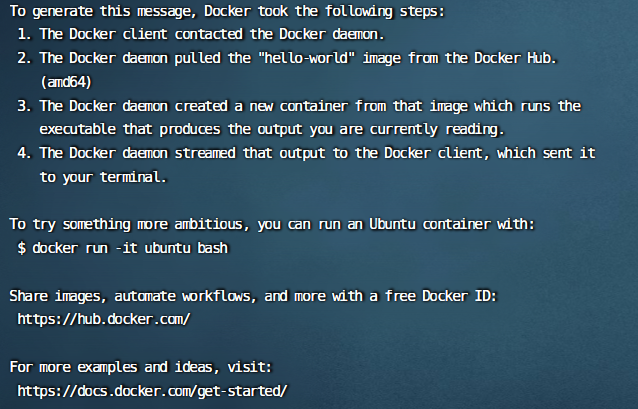 To generate this message, Docker took the following steps:
 1. The Docker client contacted the Docker daemon.
 2. The Docker daemon pulled the "hello-world" image from the Docker Hub.
    (amd64)
 3. The Docker daemon created a new container from that image which runs the
    executable that produces the output you are currently reading.
 4. The Docker daemon streamed that output to the Docker client, which sent it
    to your terminal.

To try something more ambitious, you can run an Ubuntu container with:
 $ docker run -it ubuntu bash

Share images, automate workflows, and more with a free Docker ID:
 https://hub.docker.com/

For more examples and ideas, visit:
 https://docs.docker.com/get-started/